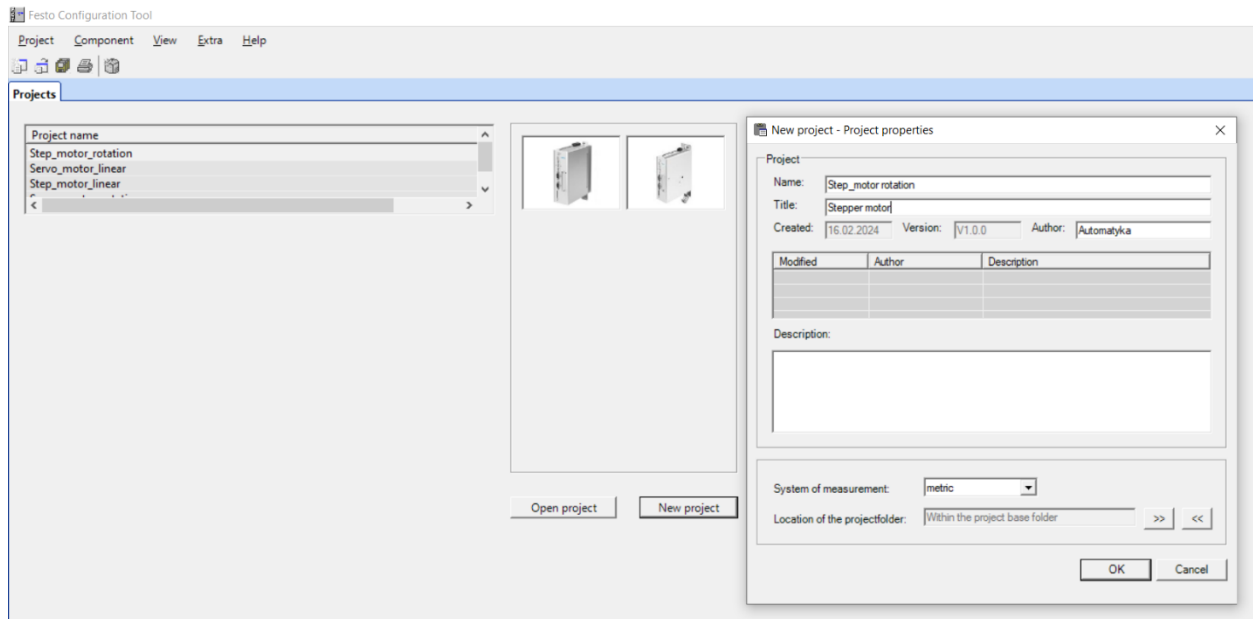 Festo Configuration Tool
Project Component View Extra Help
Projects
Project name
Step_motor_rotation
Servo_motor_linear
Step_motor_linear
Open project New project
New project - Project properties
Project
Name: Step_motor rotation
Title: Stepper motor
Created: 16.02.2024 Version: V1.0.0 Author: Automatyka
Modified Author Description
Description:
System of measurement: metric
Location of the projectfolder: Within the project base folder >> <<
OK Cancel